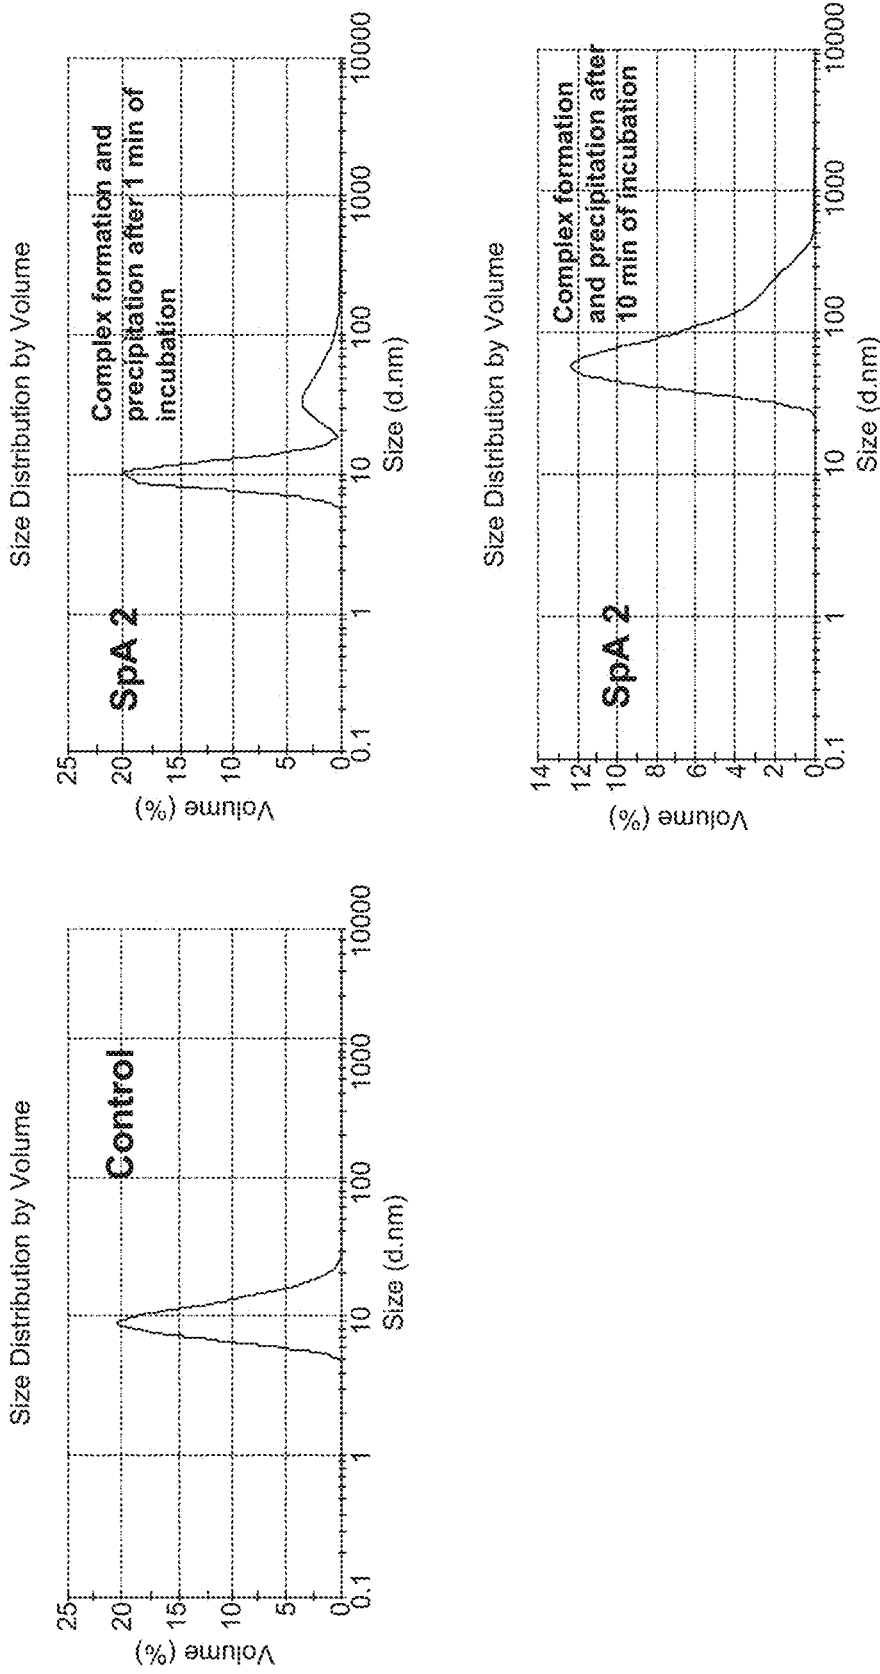 Size Distribution by Volume
Control
25
20
15
10
5
0
Volume (%)
0.1
1
10
100
1000
10000
Size (d.nm)
Size Distribution by Volume
SpA 2
Complex formation and
precipitation after 1 min of
incubation
25
20
15
10
5
0
Volume (%)
0.1
1
10
100
1000
10000
Size (d.nm)
Size Distribution by Volume
SpA 2
Complex formation
and precipitation after
10 min of incubation
14
12
10
8
6
4
2
0
Volume (%)
0.1
1
10
100
1000
10000
Size (d.nm)